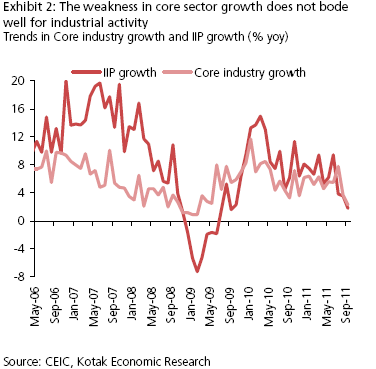 Exhibit 2: The weakness in core sector growth does not bode
well for industrial activity
Trends in Core industry growth and IIP growth (% yoy)
IIP growth
Core industry growth
20
16
12
8
4
0
-4
-8
May-06
Sep-06
Jan-07
May-07
Sep-07
Jan-08
May-08
Sep-08
Jan-09
May-09
Sep-09
Jan-10
May-10
Sep-10
Jan-11
May-11
Sep-11
Source: CEIC, Kotak Economic Research